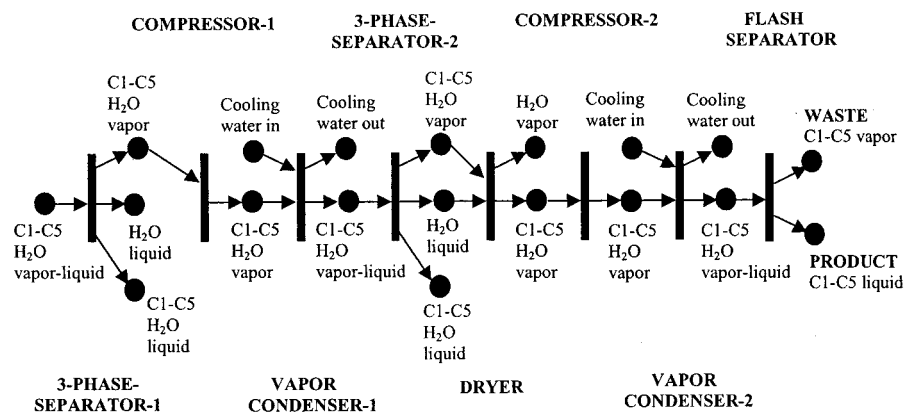 COMPRESSOR-1
3-PHASE-
SEPARATOR-2
COMPRESSOR-2
FLASH
SEPARATOR
C1-C5
H₂O
vapor
Cooling
water in
Cooling
water out
C1-C5
H₂O
vapor
H₂O
vapor
Cooling
water in
Cooling
water out
WASTE
C1-C5 vapor
C1-C5
H₂O
vapor-liquid
H₂O
liquid
C1-C5
H₂O
vapor
C1-C5
H₂O
vapor-liquid
H₂O
liquid
C1-C5
H₂O
vapor
C1-C5
H₂O
vapor
C1-C5
H₂O
vapor-liquid
PRODUCT
C1-C5 liquid
C1-C5
H₂O
liquid
C1-C5
H₂O
liquid
3-PHASE-
SEPARATOR-1
VAPOR
CONDENSER-1
DRYER
VAPOR
CONDENSER-2